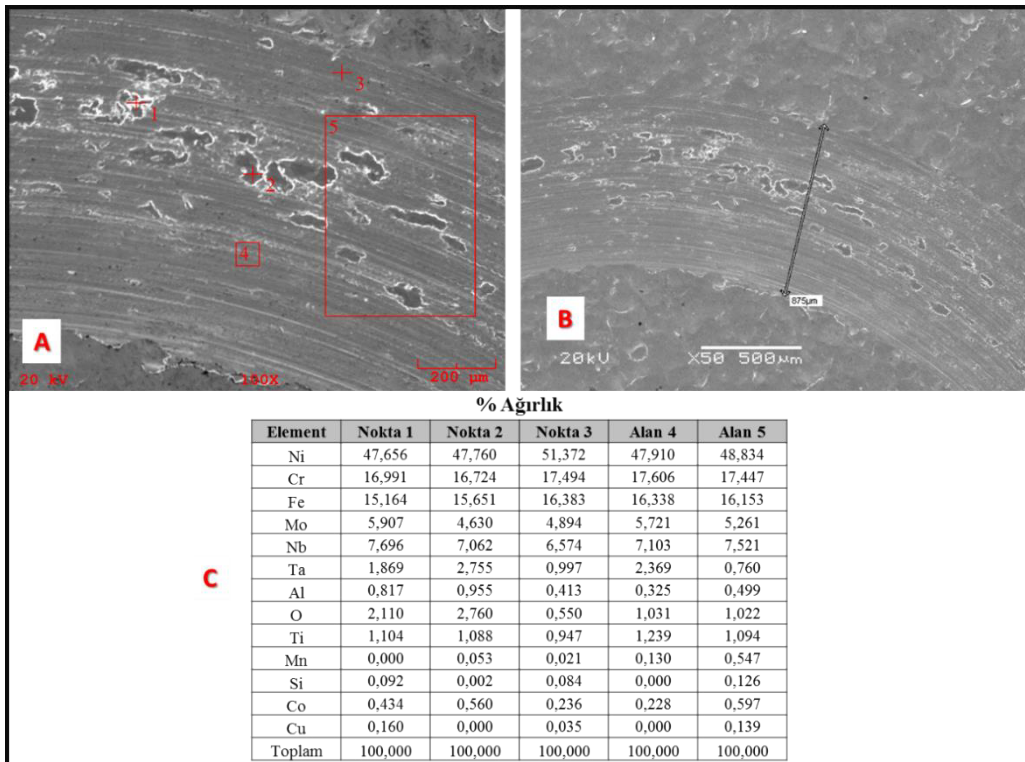 1
3
5
2
4
A
20 kV
150X
200 µm
875µm
B
20kV
X50 500µm
% Ağırlık
Element Nokta 1 Nokta 2 Nokta 3 Alan 4 Alan 5
Ni 47,656 47,760 51,372 47,910 48,834
Cr 16,991 16,724 17,494 17,606 17,447
Fe 15,164 15,651 16,383 16,338 16,153
Mo 5,907 4,630 4,894 5,721 5,261
Nb 7,696 7,062 6,574 7,103 7,521
Ta 1,869 2,755 0,997 2,369 0,760
Al 0,817 0,955 0,413 0,325 0,499
O 2,110 2,760 0,550 1,031 1,022
Ti 1,104 1,088 0,947 1,239 1,094
Mn 0,000 0,053 0,021 0,130 0,547
Si 0,092 0,002 0,084 0,000 0,126
Co 0,434 0,560 0,236 0,228 0,597
Cu 0,160 0,000 0,035 0,000 0,139
Toplam 100,000 100,000 100,000 100,000 100,000
C